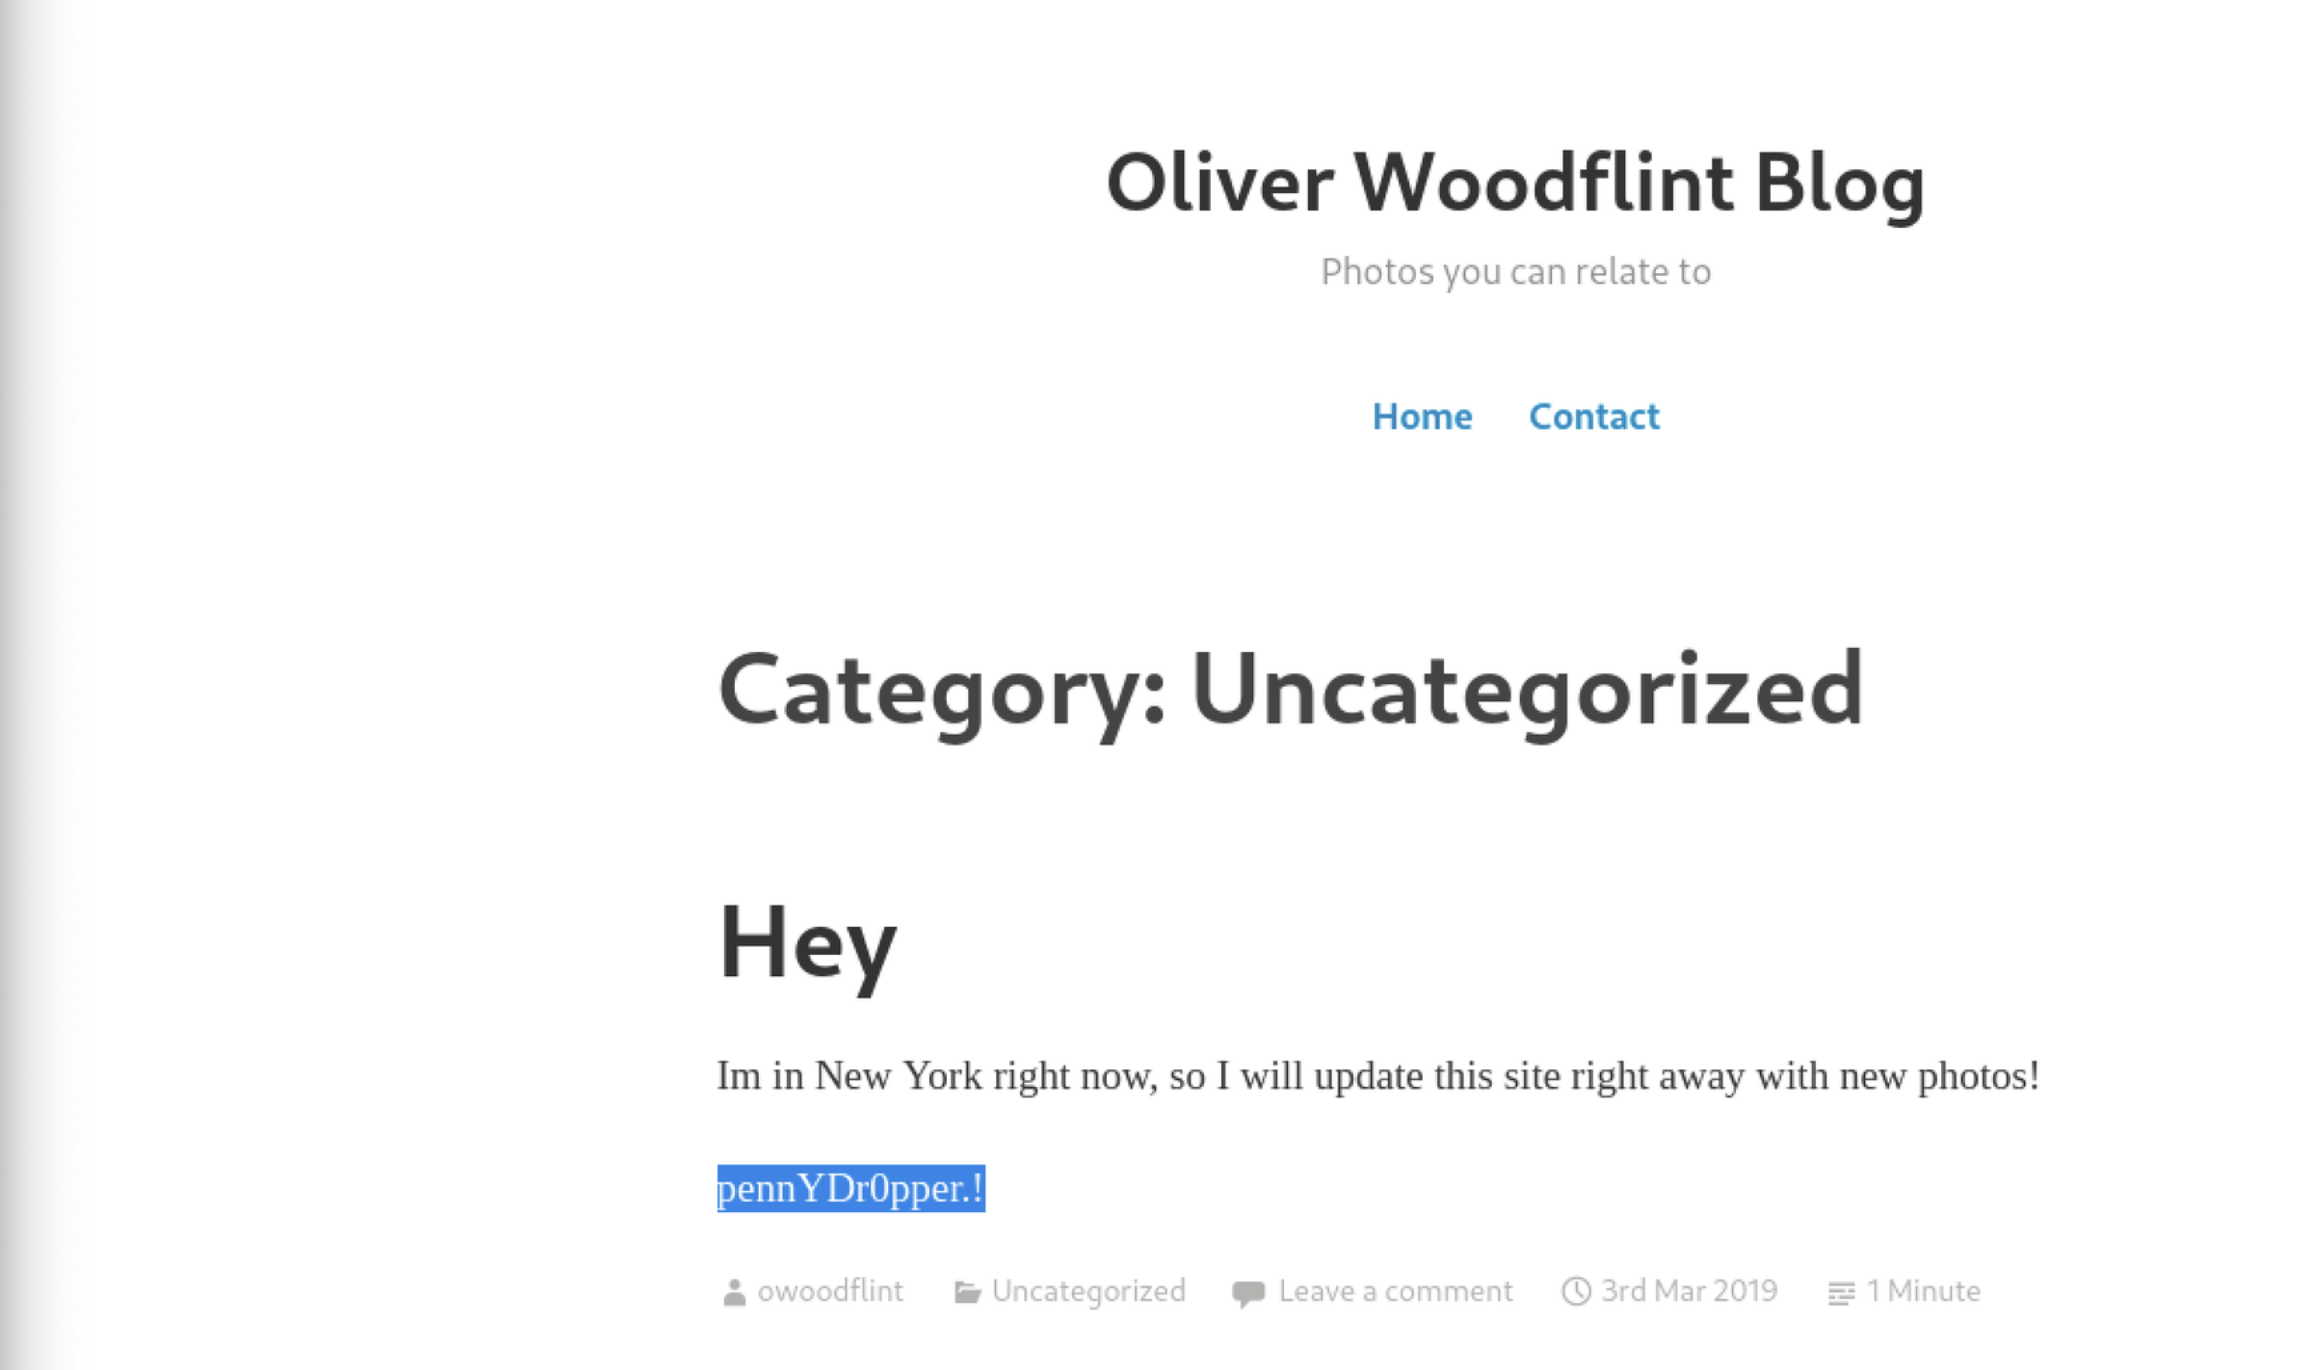 Oliver Woodflint Blog
Photos you can relate to
Home Contact
Category: Uncategorized
Hey
Im in New York right now, so I will update this site right away with new photos!
pennYDr0pper.!
owoodflint Uncategorized Leave a comment 3rd Mar 2019 1 Minute